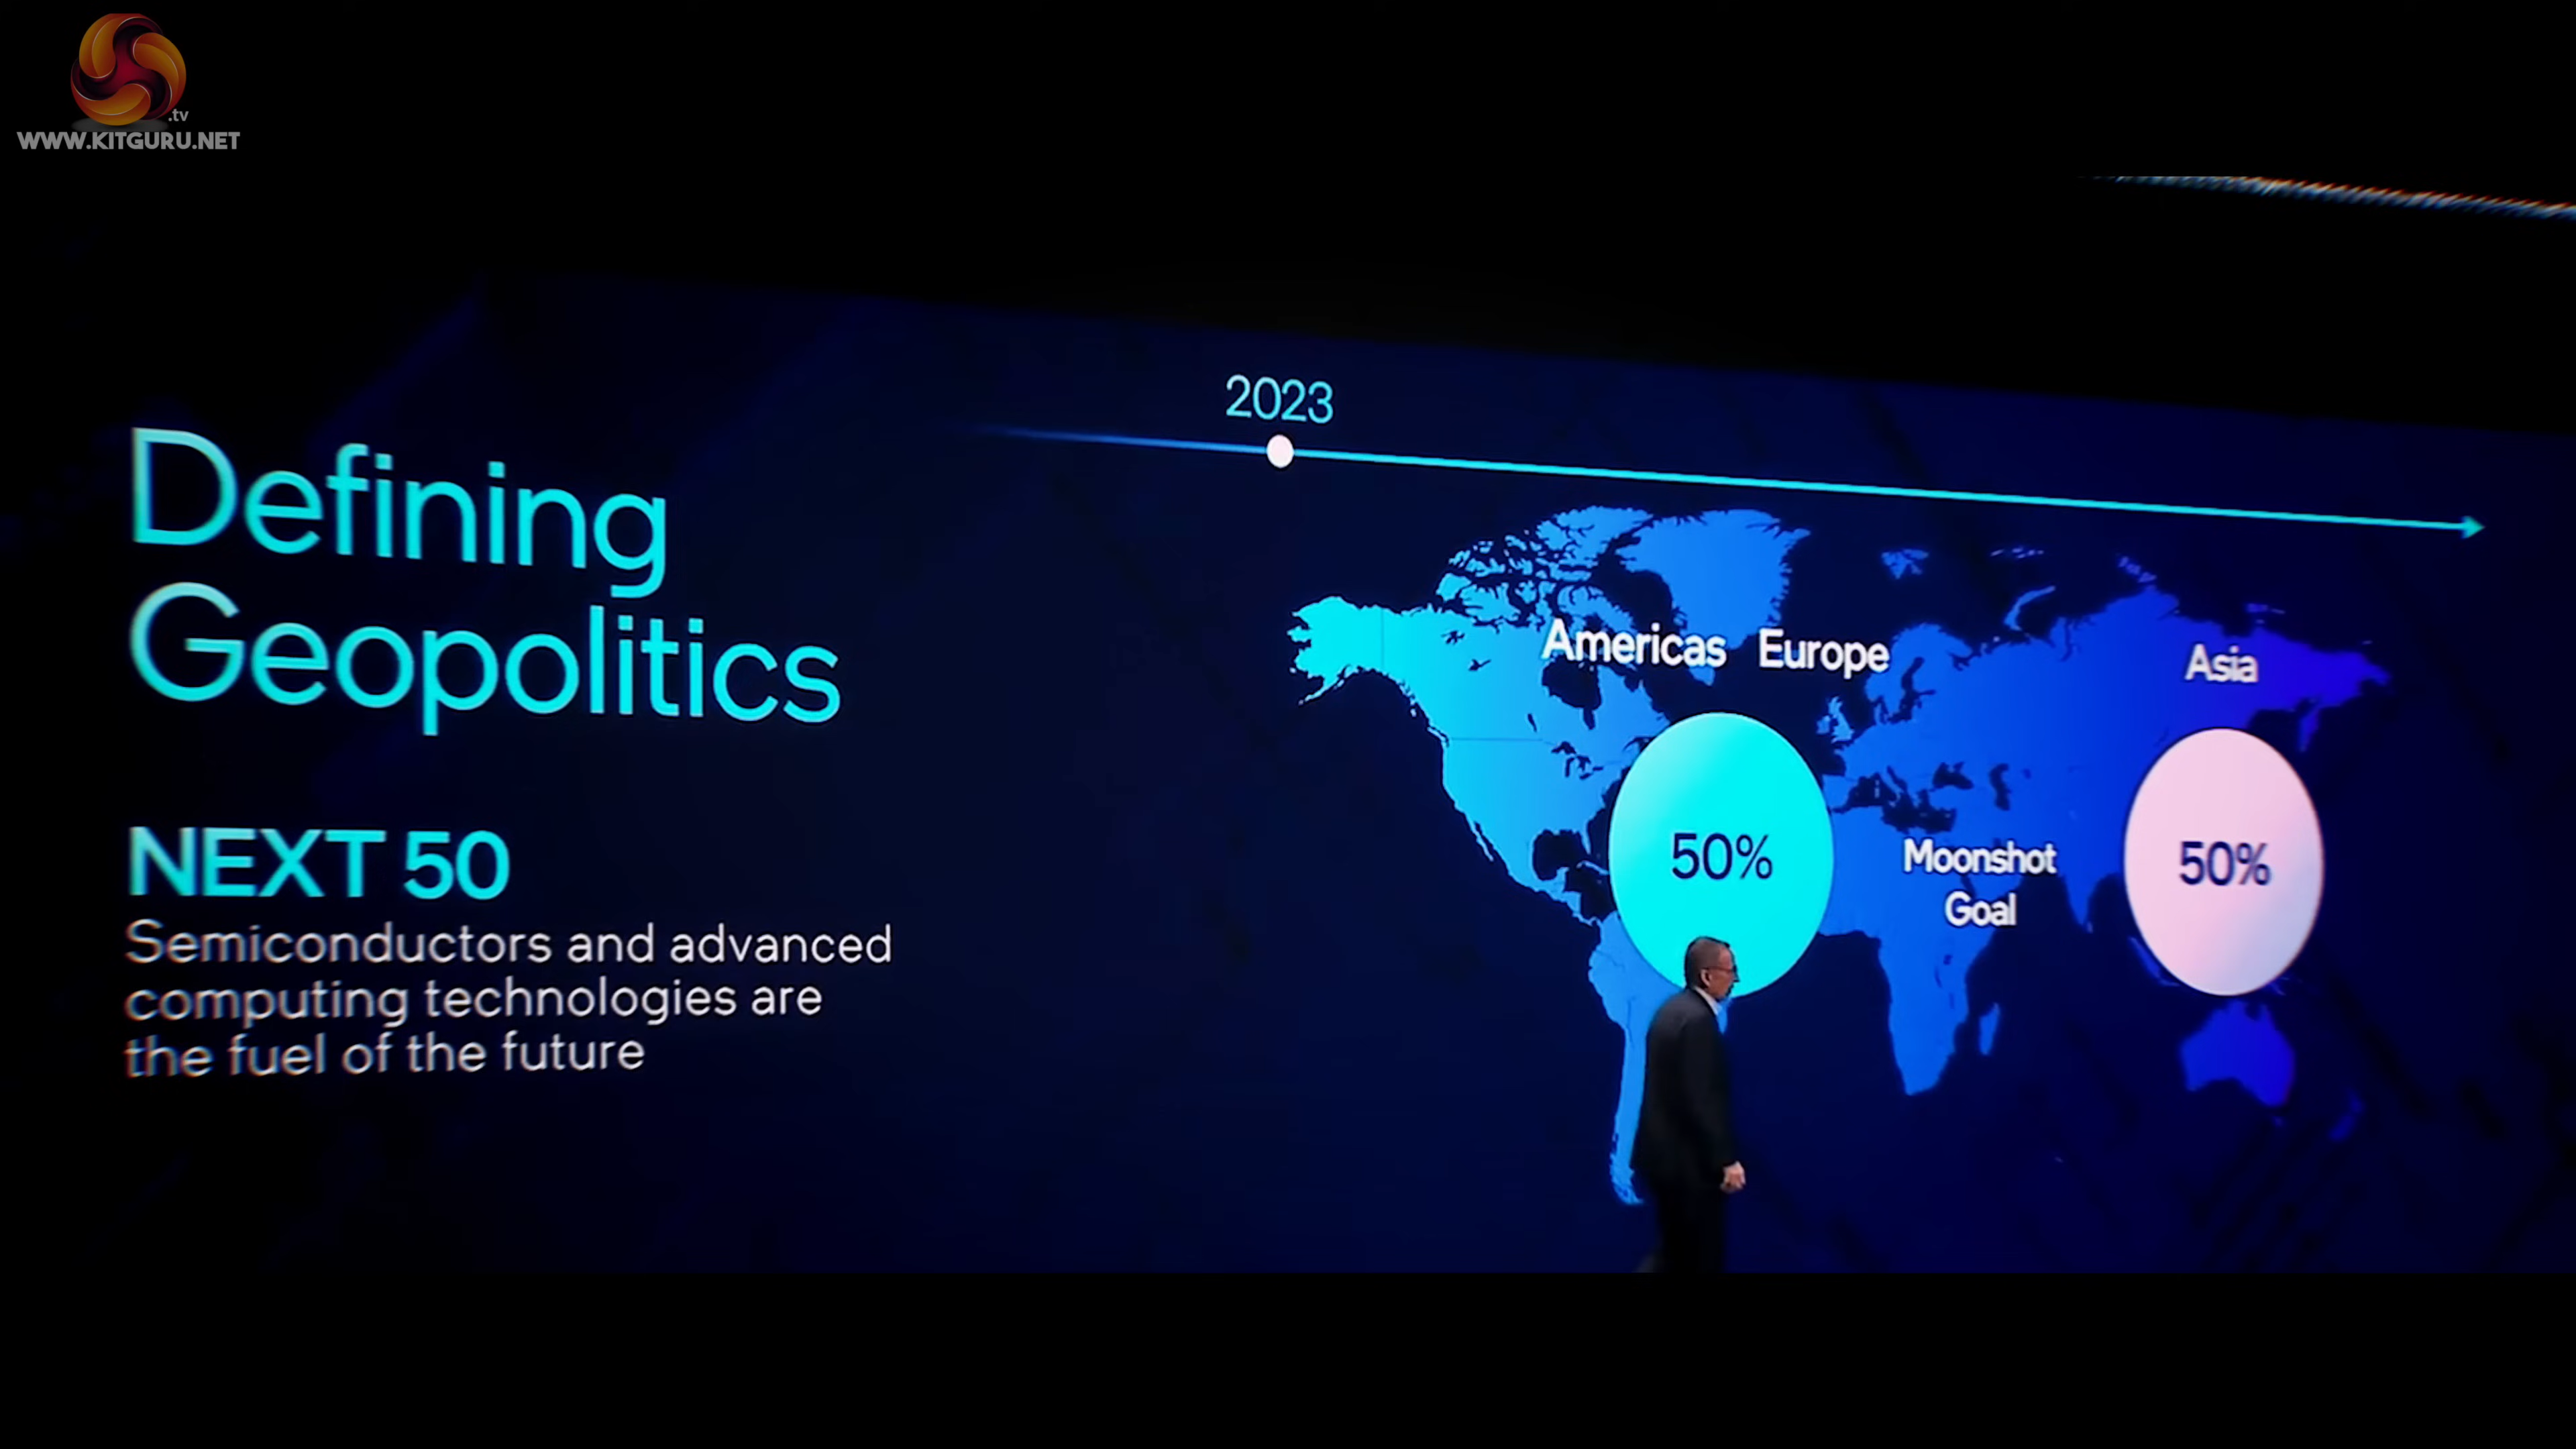 .tv
WWW.KITGURU.NET
2023
Defining
Geopolitics
NEXT 50
Semiconductors and advanced
computing technologies are
the fuel of the future
Americas Europe
Asia
50%
Moonshot
Goal
50%